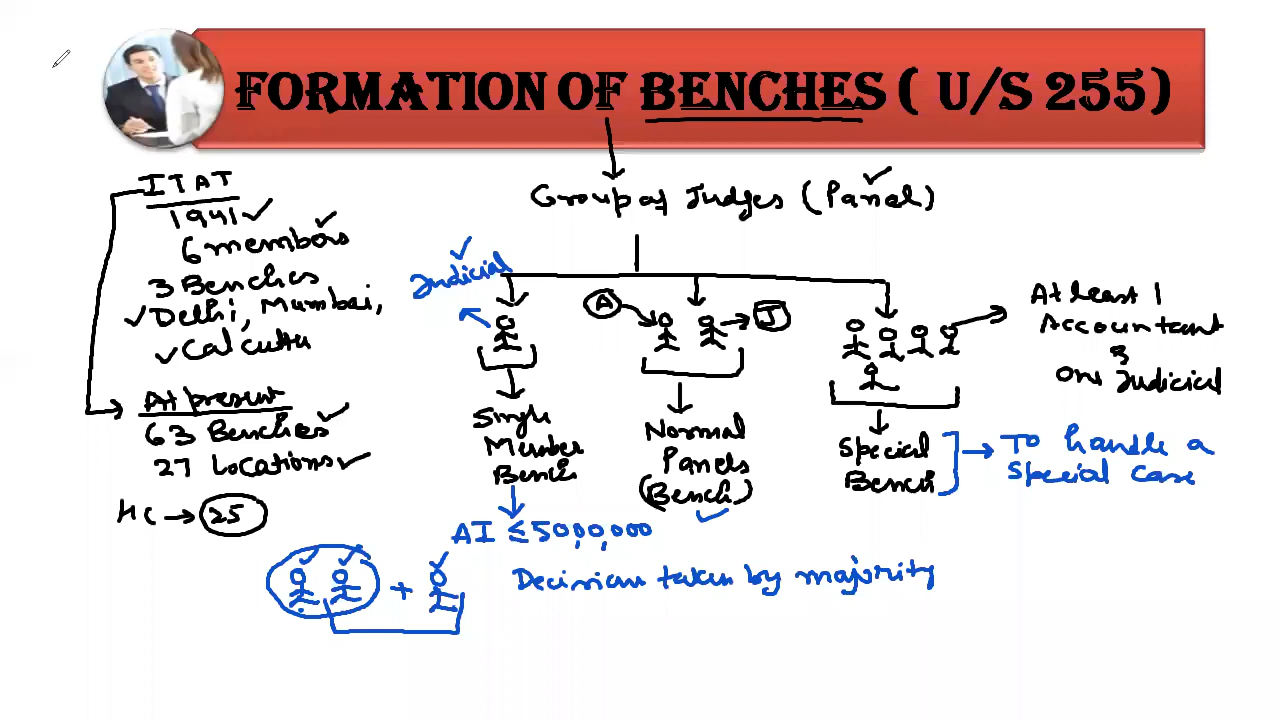 FORMATION OF BENCHES ( U/S 255)
Group of Judges (Panel)
ITAT
1941
6 members
3 Benches
Delhi, Mumbai,
Calcutta
At present
63 Benches
27 Locations
HC → 25
Judicial
Single
Member
Bench
AI ≤ 50,00,000
A
J
Normal
Panels
(Bench)
At least 1
Accountant
&
One Judicial
Special
Bench
To handle a
Special case
+
Decision taken by majority